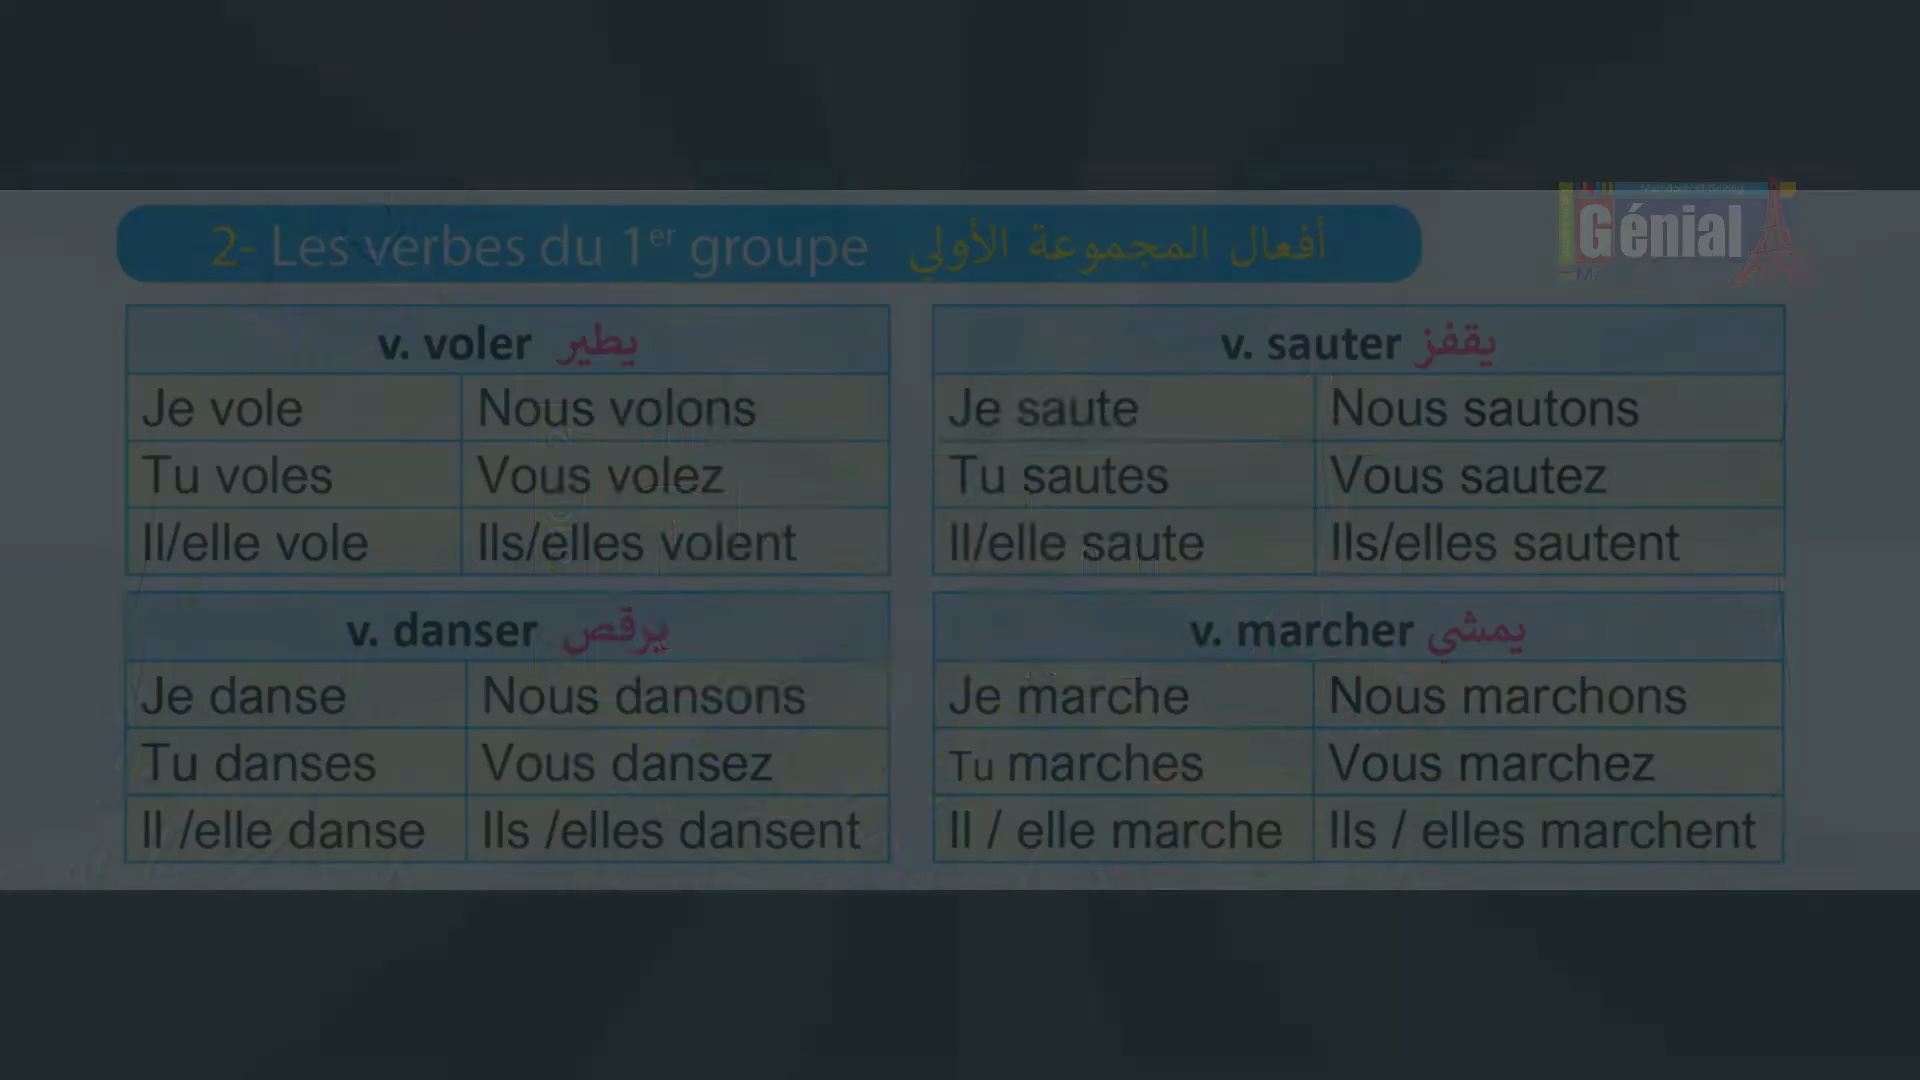 2- Les verbes du 1er groupe أفعال المجموعة الأولى
Génial
v. voler يطير
Je vole Nous volons
Tu voles Vous volez
Il/elle vole Ils/elles volent
v. sauter يقفز
Je saute Nous sautons
Tu sautes Vous sautez
Il/elle saute Ils/elles sautent
v. danser يرقص
Je danse Nous dansons
Tu danses Vous dansez
Il /elle danse Ils /elles dansent
v. marcher يمشي
Je marche Nous marchons
Tu marches Vous marchez
Il / elle marche Ils / elles marchent